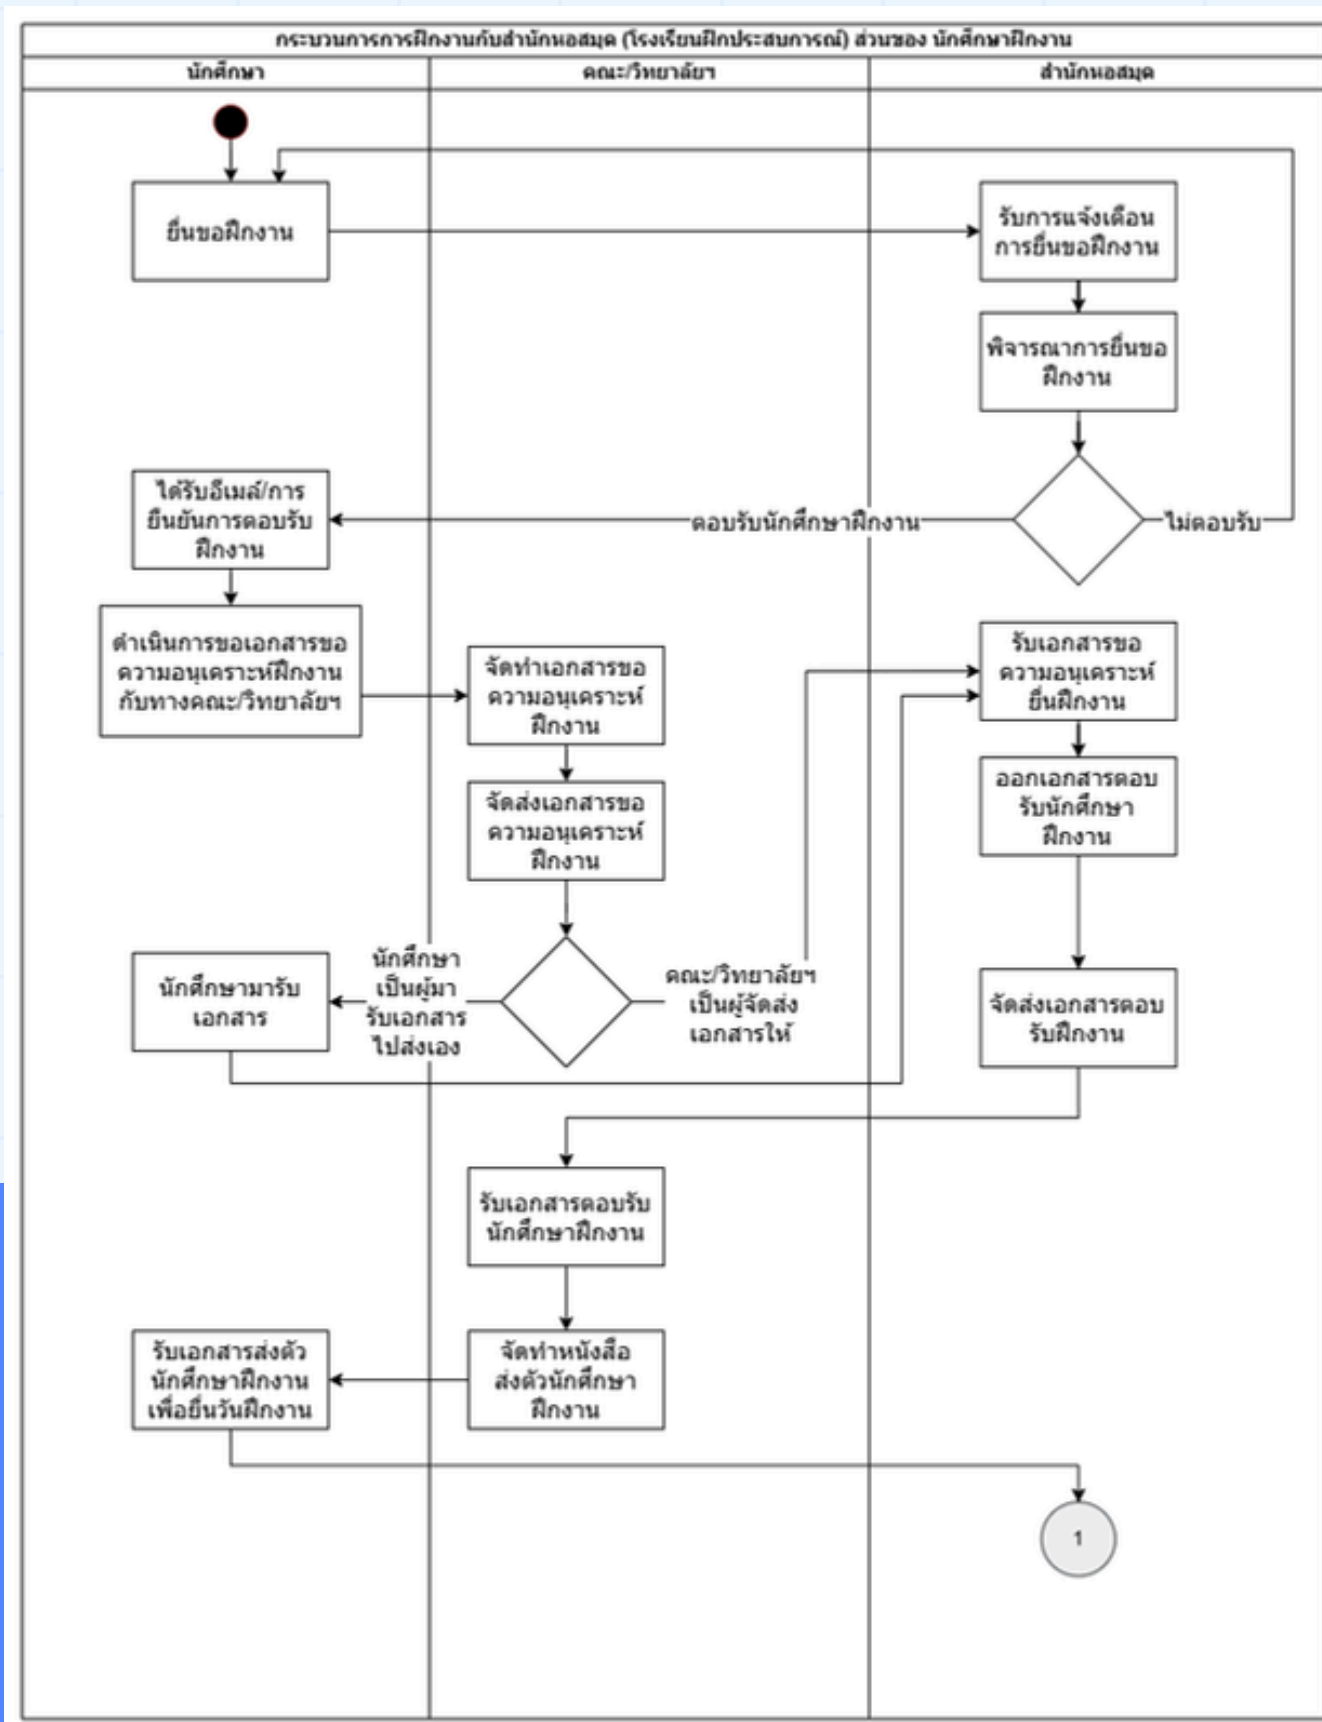 กระบวนการการฝึกงานกับสำนักหอสมุด (โรงเรียนฝึกประสบการณ์) ส่วนของ นักศึกษาฝึกงาน
นักศึกษา
คณะ/วิทยาลัยฯ
สำนักหอสมุด
ยื่นขอฝึกงาน
รับการแจ้งเตือน
การยื่นขอฝึกงาน
พิจารณาการยื่นขอ
ฝึกงาน
ได้รับอีเมล์/การ
ยืนยันการตอบรับ
ฝึกงาน
ตอบรับนักศึกษาฝึกงาน
ไม่ตอบรับ
ดำเนินการขอเอกสารขอ
ความอนุเคราะห์ฝึกงาน
กับทางคณะ/วิทยาลัยฯ
จัดทำเอกสารขอ
ความอนุเคราะห์
ฝึกงาน
รับเอกสารขอ
ความอนุเคราะห์
ยื่นฝึกงาน
จัดส่งเอกสารขอ
ความอนุเคราะห์
ฝึกงาน
ออกเอกสารตอบ
รับนักศึกษา
ฝึกงาน
นักศึกษามารับ
เอกสาร
นักศึกษา
เป็นผู้มา
รับเอกสาร
ไปส่งเอง
คณะ/วิทยาลัยฯ
เป็นผู้จัดส่ง
เอกสารให้
จัดส่งเอกสารตอบ
รับฝึกงาน
รับเอกสารตอบรับ
นักศึกษาฝึกงาน
รับเอกสารส่งตัว
นักศึกษาฝึกงาน
เพื่อยื่นวันฝึกงาน
จัดทำหนังสือ
ส่งตัวนักศึกษา
ฝึกงาน
1